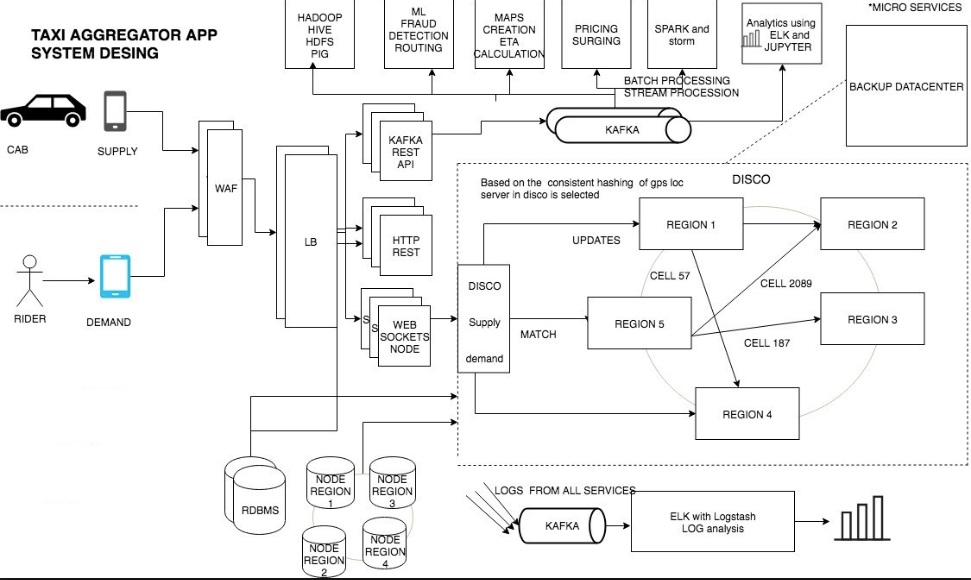 *MICRO SERVICES
TAXI AGGREGATOR APP
SYSTEM DESING
HADOOP
HIVE
HDFS
PIG
ML
FRAUD
DETECTION
ROUTING
MAPS
CREATION
ETA
CALCULATION
PRICING
SURGING
SPARK and
storm
Analytics using
ELK and
JUPYTER
BATCH PROCESSING
STREAM PROCESSION
BACKUP DATACENTER
CAB
SUPPLY
WAF
KAFKA
REST
API
KAFKA
LB
HTTP
REST
S
S
WEB
SOCKETS
NODE
RIDER
DEMAND
Based on the consistent hashing of gps loc
server in disco is selected
DISCO
DISCO
Supply
demand
UPDATES
MATCH
REGION 1
REGION 2
CELL 57
CELL 2089
REGION 5
REGION 3
CELL 187
REGION 4
RDBMS
NODE
REGION
1
NODE
REGION
3
NODE
REGION
2
NODE
REGION
4
LOGS FROM ALL SERVICES
KAFKA
ELK with Logstash
LOG analysis